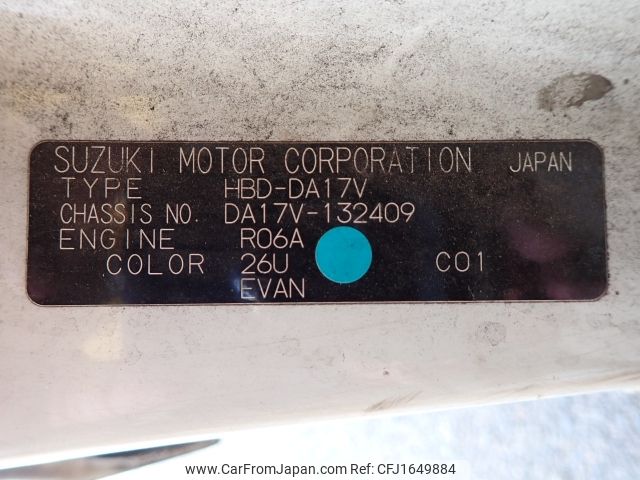 SUZUKI MOTOR CORPORATION JAPAN
TYPE HBD-DA17V
CHASSIS NO. DA17V-132409
ENGINE R06A
COLOR 26U C01
EVAN
© www.CarFromJapan.com / ID: CFJ1649884